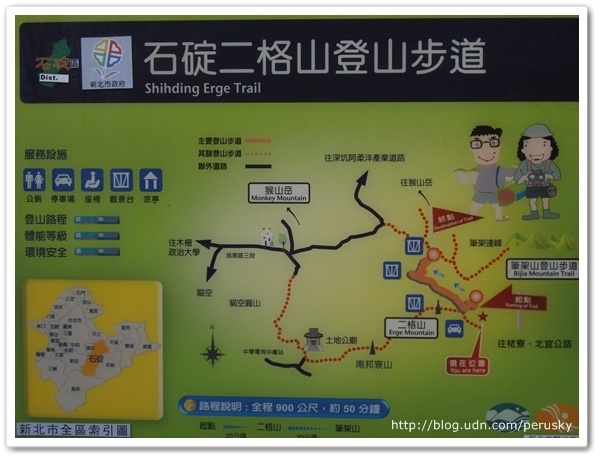 石碇區
Dist.
新北市政府
石碇二格山登山步道
Shihding Erge Trail
服務設施
公廁 停車場 座椅 觀景台 涼亭
登山路程
體能等級
環境安全
主要登山步道
其餘登山步道
聯外道路
往深坑阿柔洋產業道路
猴山岳
Monkey Mountain
往猴山岳
終點
Destination of Trail
筆架連峰
筆架山登山步道
Bijia Mountain Trail
往木柵
政治大學
指南路三段
貓空
貓空圓山
起點
Starting of Trail
二格山
Erge Mountain
土地公廟
中華電信中繼站
南邦寮山
往栳寮、北宜公路
現在位置
You are here
N
石碇
新北市全區索引圖
路程說明：全程 900 公尺，約 50 分鐘
起點 二格山 筆架山
20分鐘 30分鐘
http://blog.udn.com/perusky